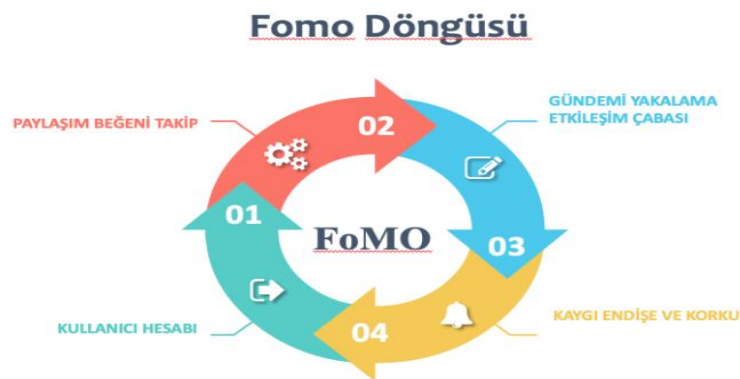 Fomo Döngüsü
PAYLAŞIM BEĞENİ TAKİP
02
GÜNDEMİ YAKALAMA
ETKİLEŞİM ÇABASI
01
FoMO
03
KULLANICI HESABI
04
KAYGI ENDİŞE VE KORKU